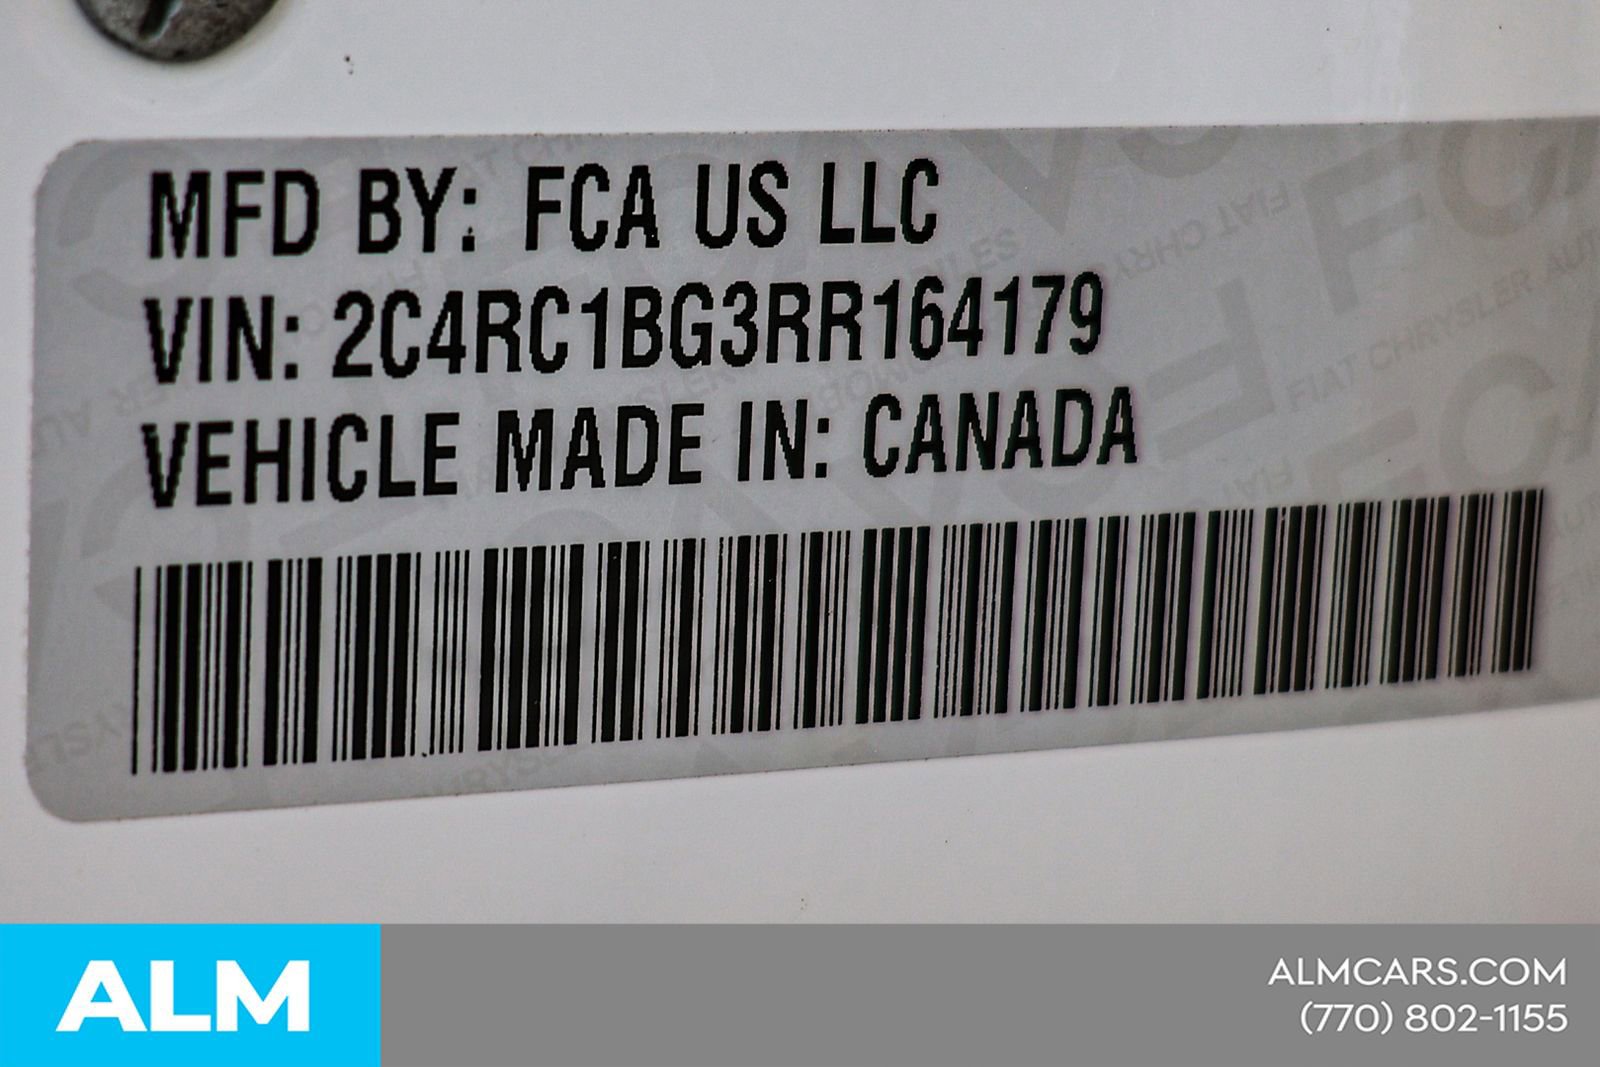 MFD BY: FCA US LLC
VIN: 2C4RC1BG3RR164179
VEHICLE MADE IN: CANADA
ALM
ALMCARS.COM
(770) 802-1155